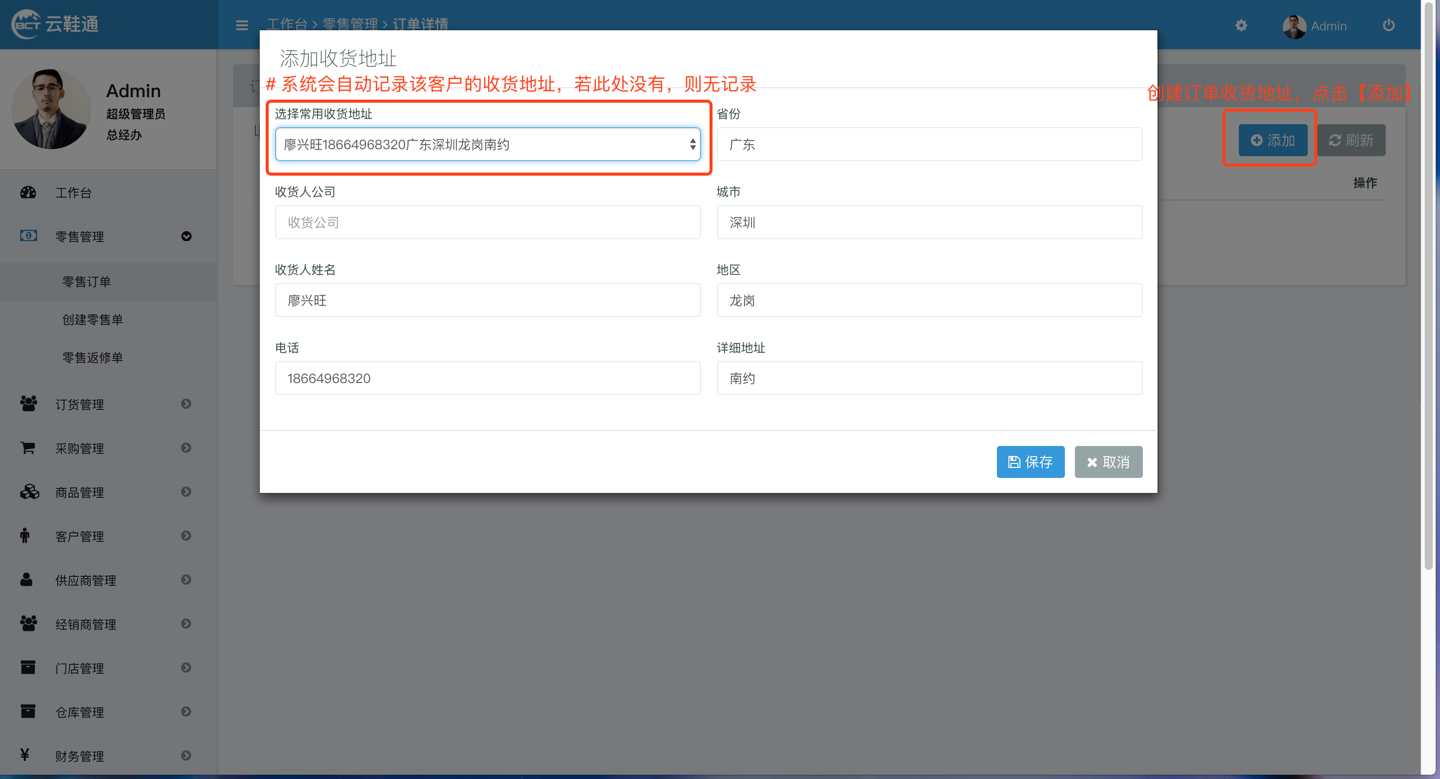 BCT 云鞋通
工作台 > 零售管理 > 订单详情
Admin
Admin
超级管理员
总经办
工作台
零售管理
零售订单
创建零售单
零售返修单
订货管理
采购管理
商品管理
客户管理
供应商管理
经销商管理
门店管理
仓库管理
财务管理
添加收货地址
# 系统会自动记录该客户的收货地址，若此处没有，则无记录
创建订单收货地址，点击【添加】
添加
刷新
操作
选择常用收货地址
廖兴旺18664968320广东深圳龙岗南约
省份
广东
收货人公司
收货公司
城市
深圳
收货人姓名
廖兴旺
地区
龙岗
电话
18664968320
详细地址
南约
保存
取消